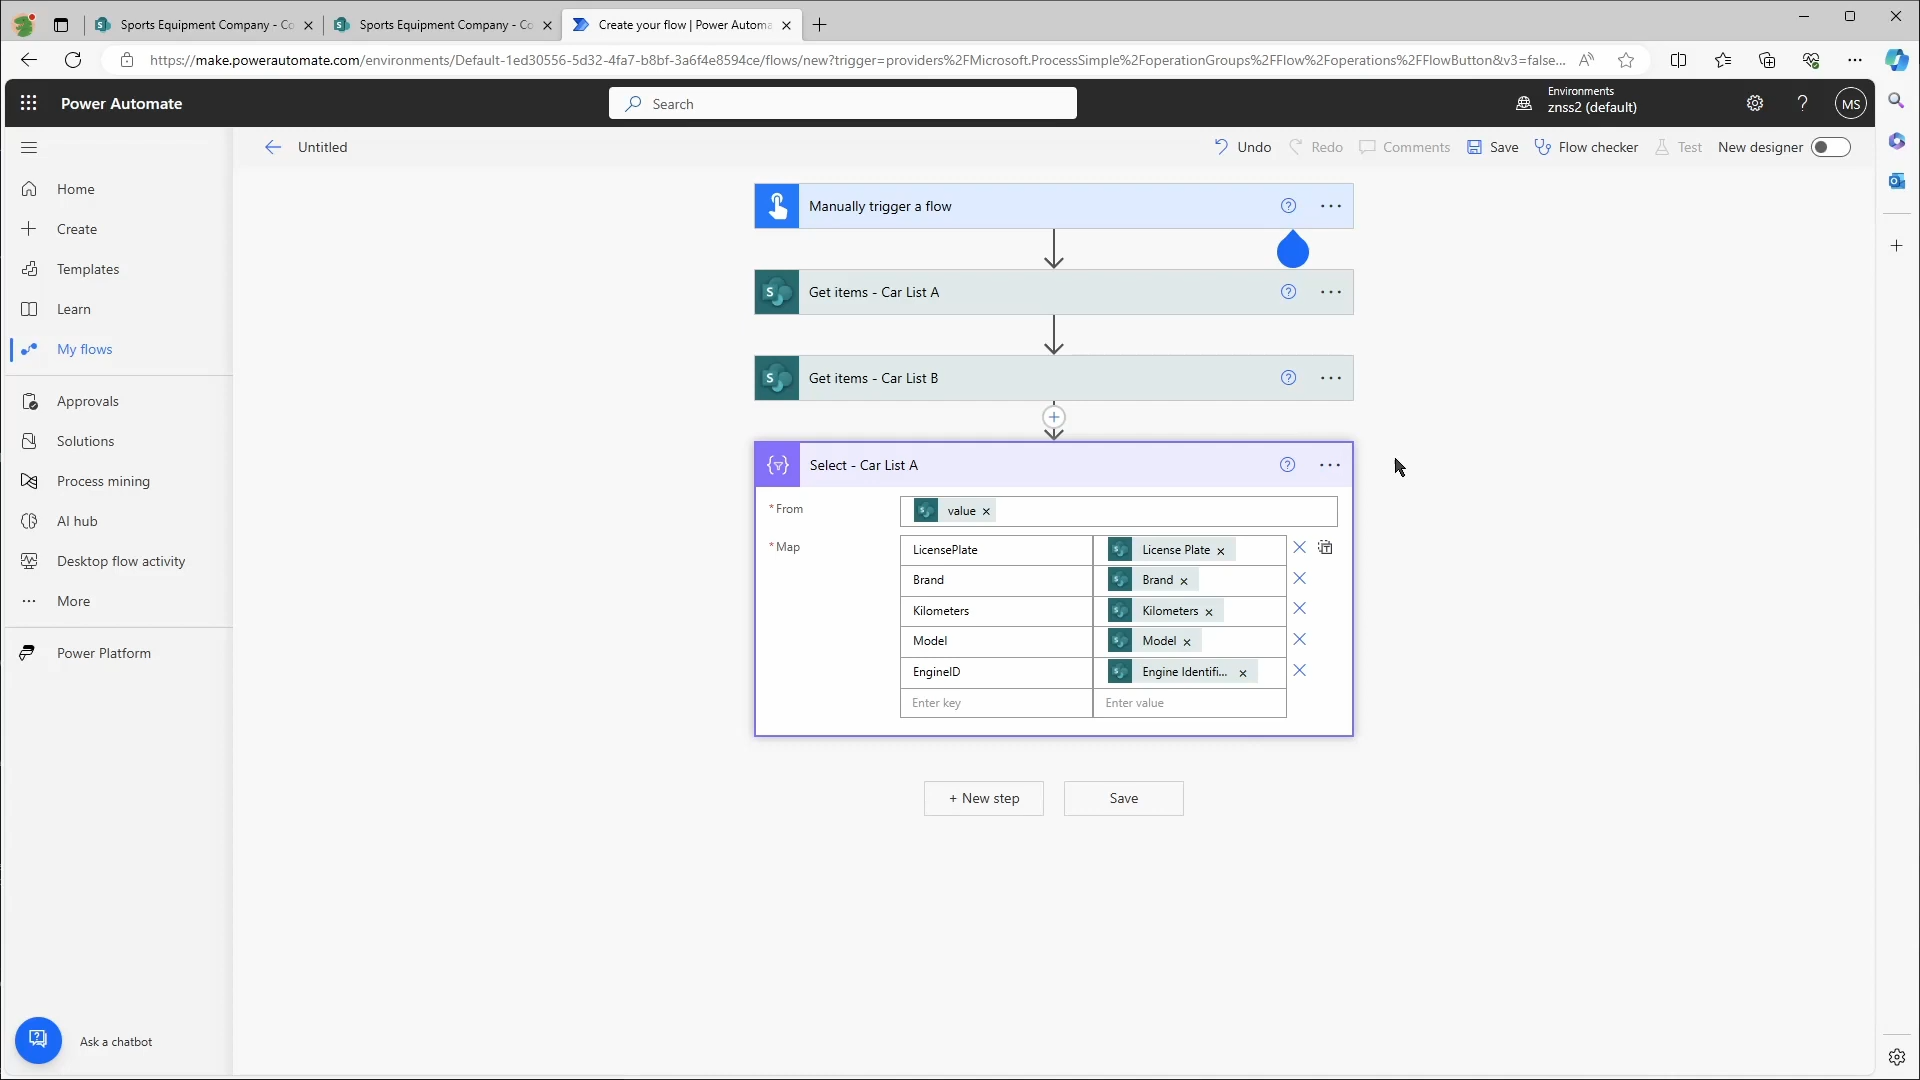 Sports Equipment Company - Co
Sports Equipment Company - Co
Create your flow | Power Automa
https://make.powerautomate.com/environments/Default-1ed30556-5d32-4fa7-b8bf-3a6f4e8594ce/flows/new?trigger=providers%2FMicrosoft.ProcessSimple%2FoperationGroups%2FFlow%2Foperations%2FFlowButton&v3=false...
Power Automate
Search
Environments
znss2 (default)
?
MS
Untitled
Undo
Redo
Comments
Save
Flow checker
Test
New designer
Home
Create
Templates
Learn
My flows
Approvals
Solutions
Process mining
AI hub
Desktop flow activity
More
Power Platform
Ask a chatbot
Manually trigger a flow
Get items - Car List A
Get items - Car List B
Select - Car List A
* From
value
* Map
LicensePlate
License Plate
Brand
Brand
Kilometers
Kilometers
Model
Model
EngineID
Engine Identifi...
Enter key
Enter value
+ New step
Save